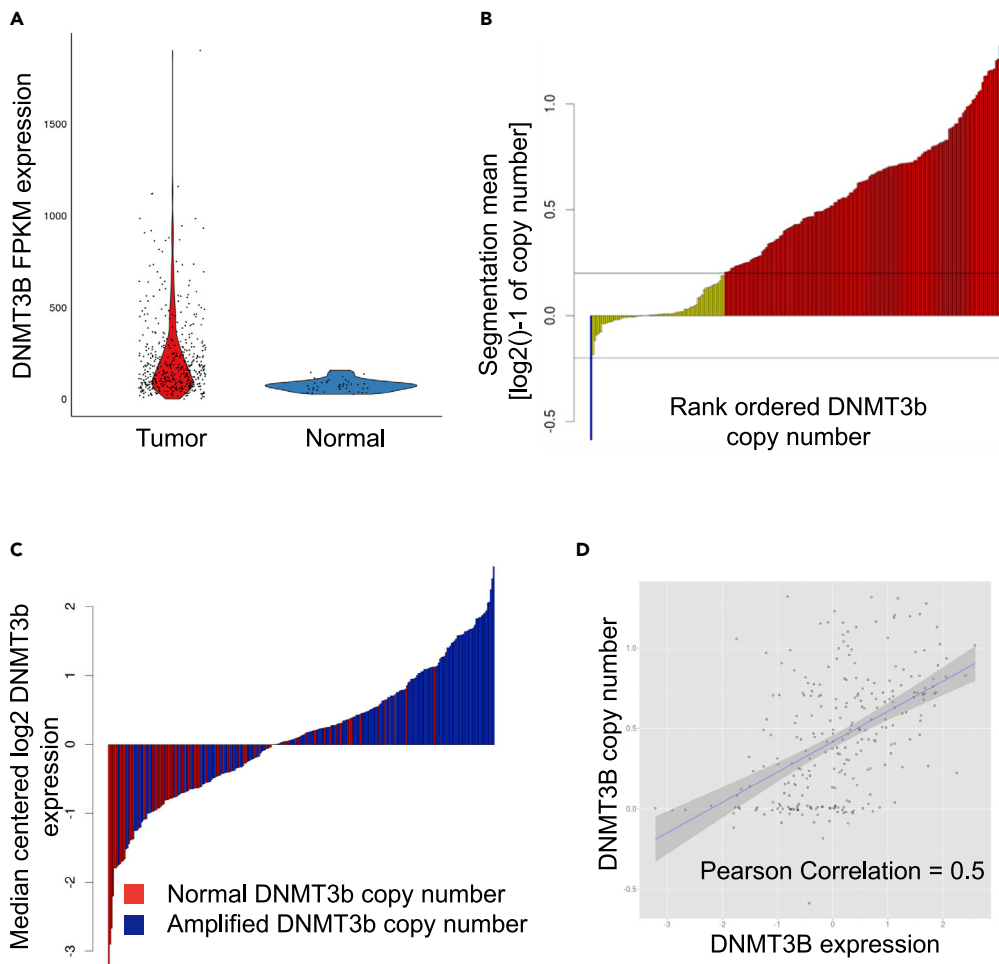 A
DNMT3B FPKM expression
1500
1000
500
0
Tumor
Normal
B
Segmentation mean
[log2()-1 of copy number]
1.0
0.5
0.0
-0.5
Rank ordered DNMT3b
copy number
C
Median centered log2 DNMT3b
expression
2
1
0
-1
-2
-3
Normal DNMT3b copy number
Amplified DNMT3b copy number
D
DNMT3B copy number
1.0
0.5
0.0
-0.5
Pearson Correlation = 0.5
-3
-2
-1
0
1
2
DNMT3B expression